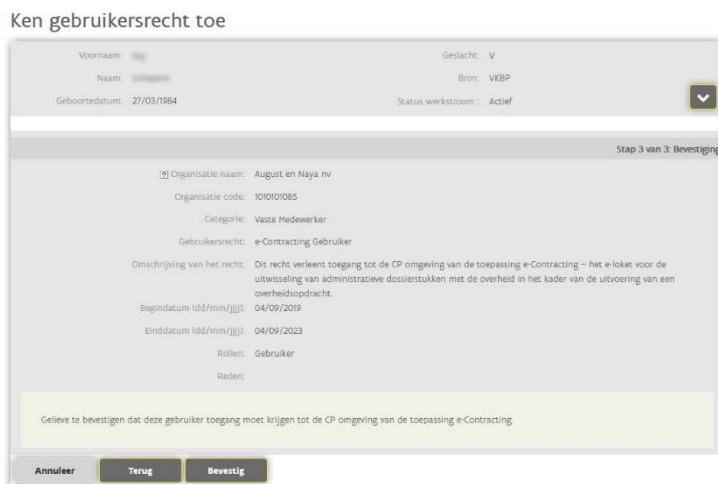 Ken gebruikersrecht toe
Voornaam:
Geslacht: V
Naam:
Bron: VKBP
Geboortedatum: 27/03/1984
Status werkstroom : Actief
Stap 3 van 3: Bevestiging
[?] Organisatie naam: August en Naya nv
Organisatie code: 1010101085
Categorie: Vaste Medewerker
Gebruikersrecht: e-Contracting Gebruiker
Omschrijving van het recht: Dit recht verleent toegang tot de CP omgeving van de toepassing e-Contracting – het e-loket voor de
uitwisseling van administratieve dossierstukken met de overheid in het kader van de uitvoering van een
overheidsopdracht.
Begindatum (dd/mm/jjjj): 04/09/2019
Einddatum (dd/mm/jjjj): 04/09/2023
Rollen: Gebruiker
Reden:
Gelieve te bevestigen dat deze gebruiker toegang moet krijgen tot de CP omgeving van de toepassing e-Contracting.
Annuleer Terug Bevestig